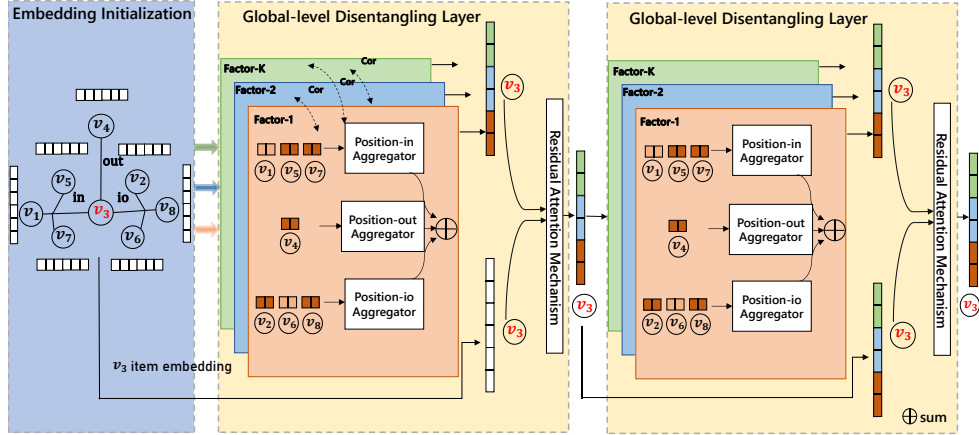 Embedding Initialization
v4
out
v5
v2
in
io
v1
v3
v8
v7
v6
v3 item embedding
Global-level Disentangling Layer
Factor-K
Cor
Cor
Cor
Factor-2
Factor-1
v1 v5 v7
Position-in
Aggregator
v4
Position-out
Aggregator
v2 v6 v8
Position-io
Aggregator
v3
v3
Residual Attention Mechanism
v3
Global-level Disentangling Layer
Factor-K
Factor-2
Factor-1
v1 v5 v7
Position-in
Aggregator
v4
Position-out
Aggregator
v2 v6 v8
Position-io
Aggregator
v3
v3
Residual Attention Mechanism
v3
sum